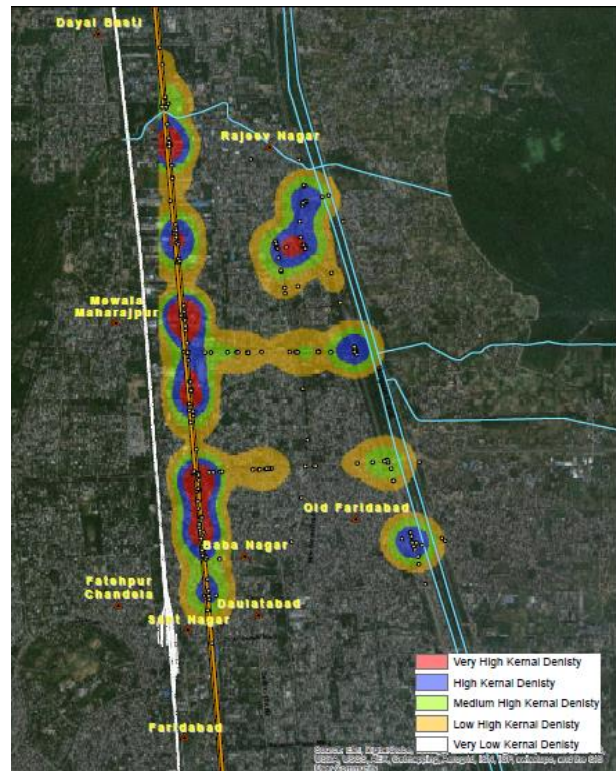 Dayal Basti
Rajeev Nagar
Mewala
Maharajpur
Old Faridabad
Baba Nagar
Fatehpur
Chandela
Daulatabad
Sant Nagar
Faridabad
Very High Kernal Denisty
High Kernal Denisty
Medium High Kernal Denisty
Low High Kernal Denisty
Very Low Kernal Denisty